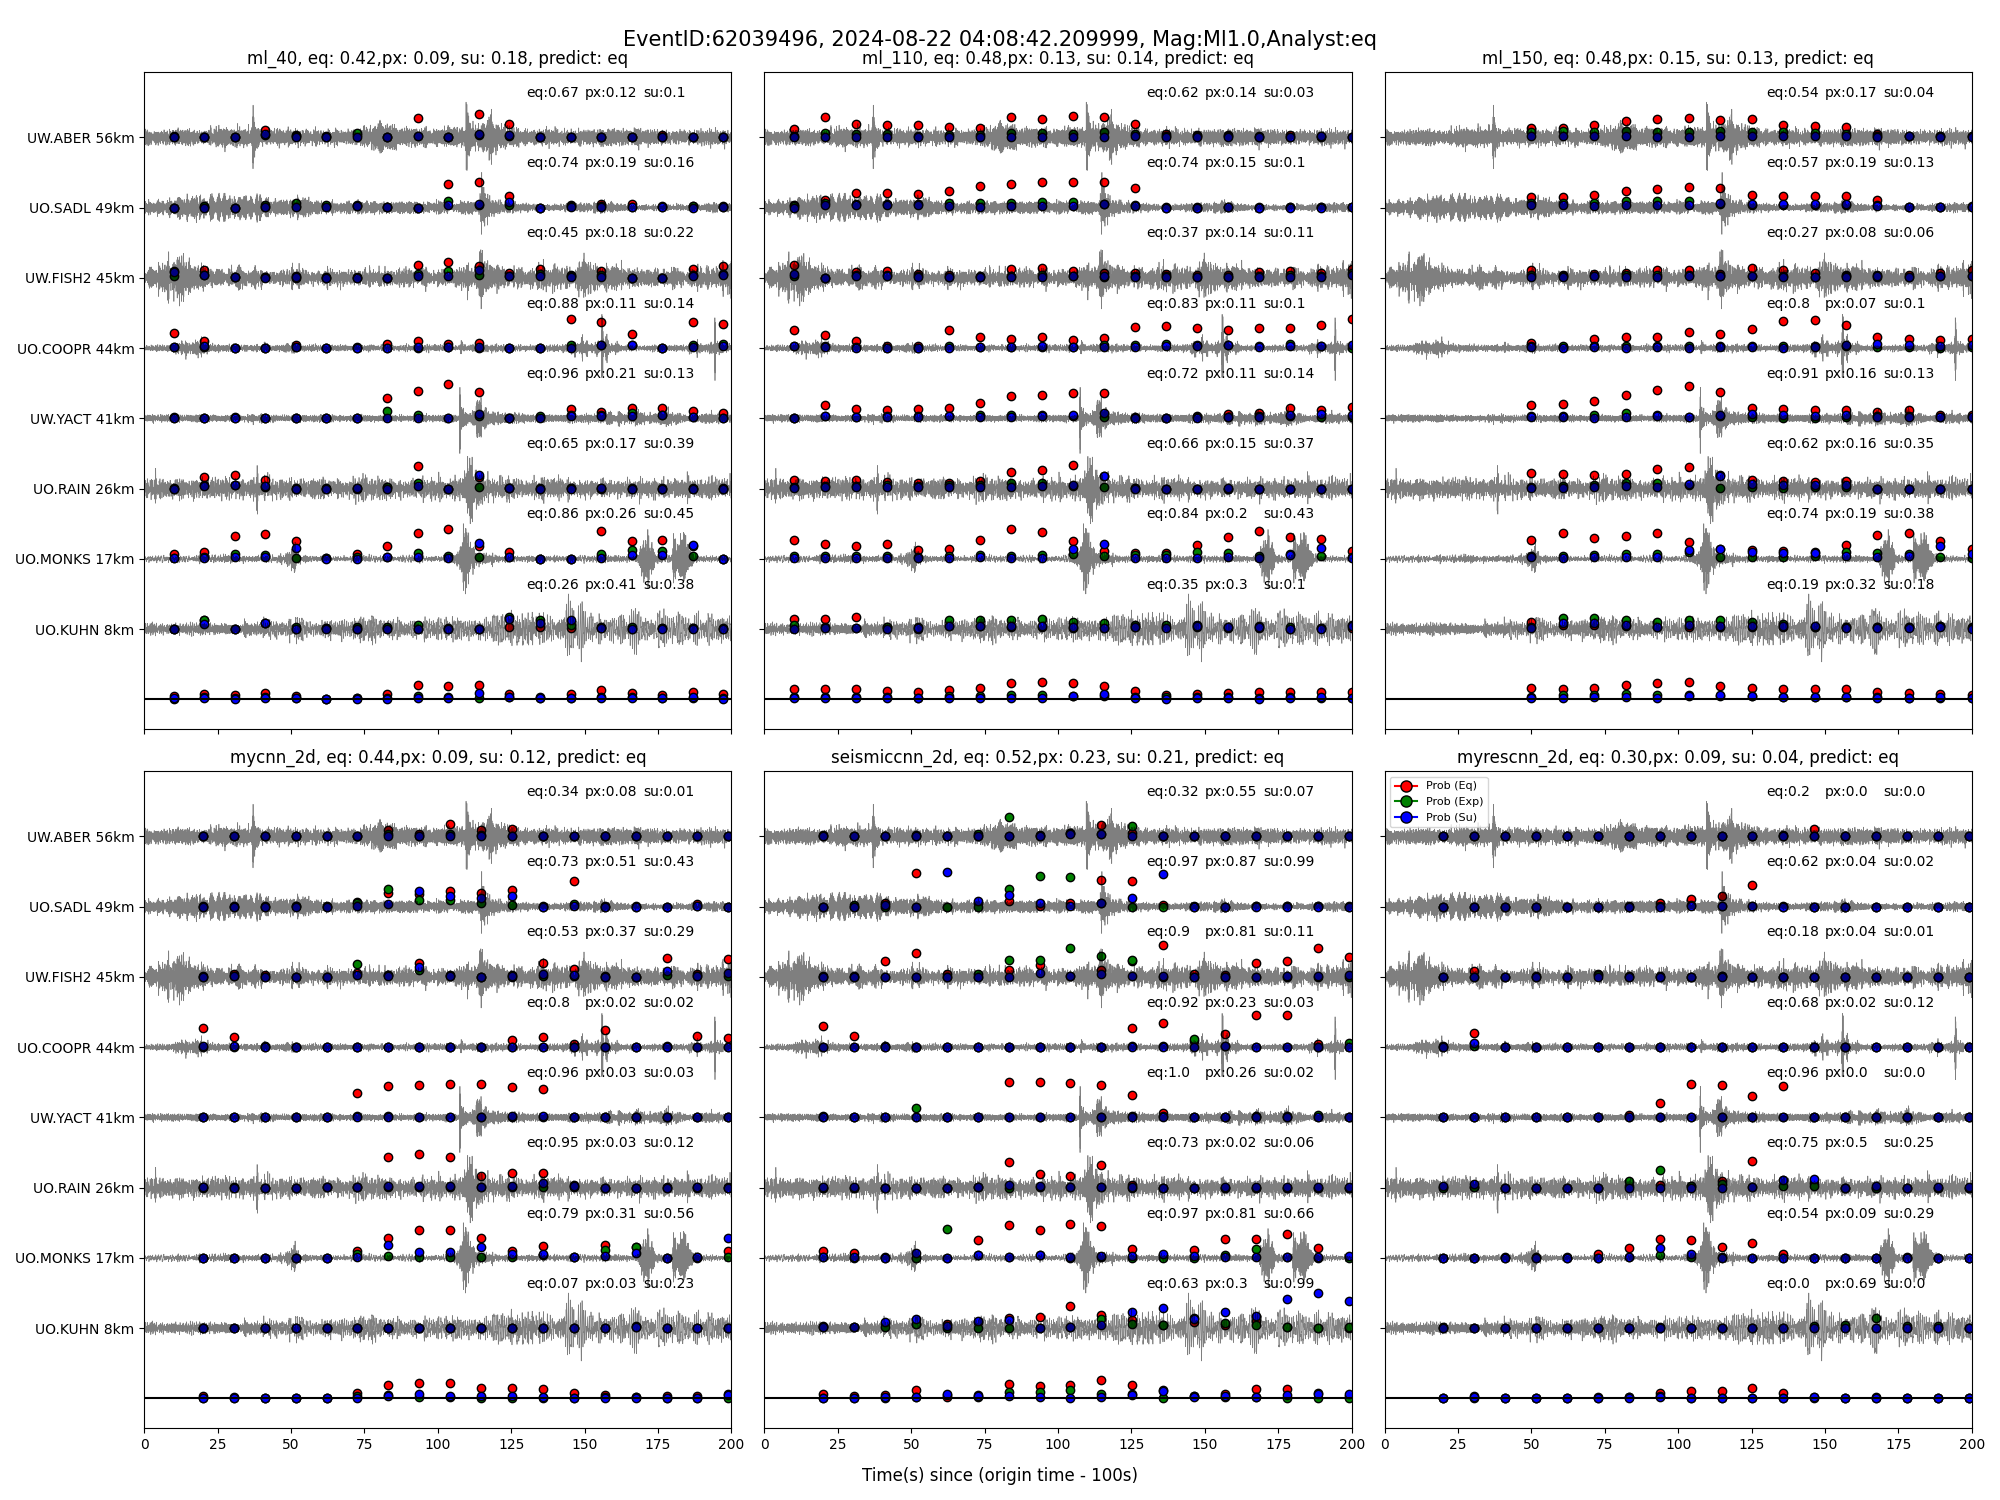 EventID:62039496, 2024-08-22 04:08:42.209999, Mag:Ml1.0,Analyst:eq
ml_40, eq: 0.42,px: 0.09, su: 0.18, predict: eq
UW.ABER 56km
eq:0.67 px:0.12 su:0.1
UO.SADL 49km
eq:0.74 px:0.19 su:0.16
UW.FISH2 45km
eq:0.45 px:0.18 su:0.22
UO.COOPR 44km
eq:0.88 px:0.11 su:0.14
UW.YACT 41km
eq:0.96 px:0.21 su:0.13
UO.RAIN 26km
eq:0.65 px:0.17 su:0.39
UO.MONKS 17km
eq:0.86 px:0.26 su:0.45
UO.KUHN 8km
eq:0.26 px:0.41 su:0.38
ml_110, eq: 0.48,px: 0.13, su: 0.14, predict: eq
eq:0.62 px:0.14 su:0.03
eq:0.74 px:0.15 su:0.1
eq:0.37 px:0.14 su:0.11
eq:0.83 px:0.11 su:0.1
eq:0.72 px:0.11 su:0.14
eq:0.66 px:0.15 su:0.37
eq:0.84 px:0.2 su:0.43
eq:0.35 px:0.3 su:0.1
ml_150, eq: 0.48,px: 0.15, su: 0.13, predict: eq
eq:0.54 px:0.17 su:0.04
eq:0.57 px:0.19 su:0.13
eq:0.27 px:0.08 su:0.06
eq:0.8 px:0.07 su:0.1
eq:0.91 px:0.16 su:0.13
eq:0.62 px:0.16 su:0.35
eq:0.74 px:0.19 su:0.38
eq:0.19 px:0.32 su:0.18
mycnn_2d, eq: 0.44,px: 0.09, su: 0.12, predict: eq
UW.ABER 56km
eq:0.34 px:0.08 su:0.01
UO.SADL 49km
eq:0.73 px:0.51 su:0.43
UW.FISH2 45km
eq:0.53 px:0.37 su:0.29
UO.COOPR 44km
eq:0.8 px:0.02 su:0.02
UW.YACT 41km
eq:0.96 px:0.03 su:0.03
UO.RAIN 26km
eq:0.95 px:0.03 su:0.12
UO.MONKS 17km
eq:0.79 px:0.31 su:0.56
UO.KUHN 8km
eq:0.07 px:0.03 su:0.23
0 25 50 75 100 125 150 175 200
seismiccnn_2d, eq: 0.52,px: 0.23, su: 0.21, predict: eq
eq:0.32 px:0.55 su:0.07
eq:0.97 px:0.87 su:0.99
eq:0.9 px:0.81 su:0.11
eq:0.92 px:0.23 su:0.03
eq:1.0 px:0.26 su:0.02
eq:0.73 px:0.02 su:0.06
eq:0.97 px:0.81 su:0.66
eq:0.63 px:0.3 su:0.99
0 25 50 75 100 125 150 175 200
myrescnn_2d, eq: 0.30,px: 0.09, su: 0.04, predict: eq
Prob (Eq)
Prob (Exp)
Prob (Su)
eq:0.2 px:0.0 su:0.0
eq:0.62 px:0.04 su:0.02
eq:0.18 px:0.04 su:0.01
eq:0.68 px:0.02 su:0.12
eq:0.96 px:0.0 su:0.0
eq:0.75 px:0.5 su:0.25
eq:0.54 px:0.09 su:0.29
eq:0.0 px:0.69 su:0.0
0 25 50 75 100 125 150 175 200
Time(s) since (origin time - 100s)